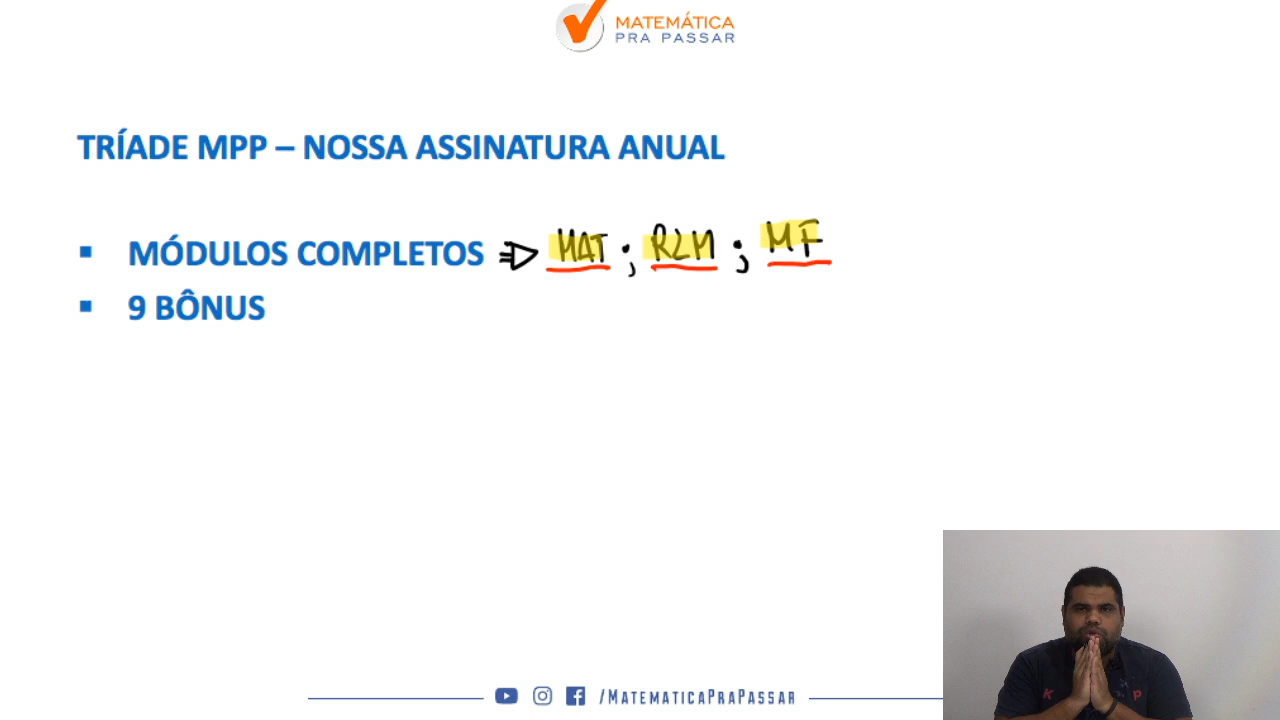 MATEMÁTICA
PRA PASSAR
TRÍADE MPP – NOSSA ASSINATURA ANUAL
▪ MÓDULOS COMPLETOS ⇒ MAT ; RLM ; MF
▪ 9 BÔNUS
K P
/MATEMATICAPRAPASSAR